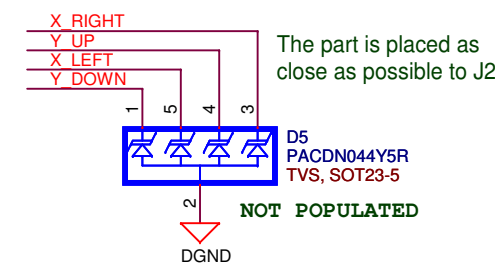 X_RIGHT
Y_UP
X_LEFT
Y_DOWN
The part is placed as
close as possible to J2
1
5
4
3
D5
PACDN044Y5R
TVS, SOT23-5
2
NOT POPULATED
DGND